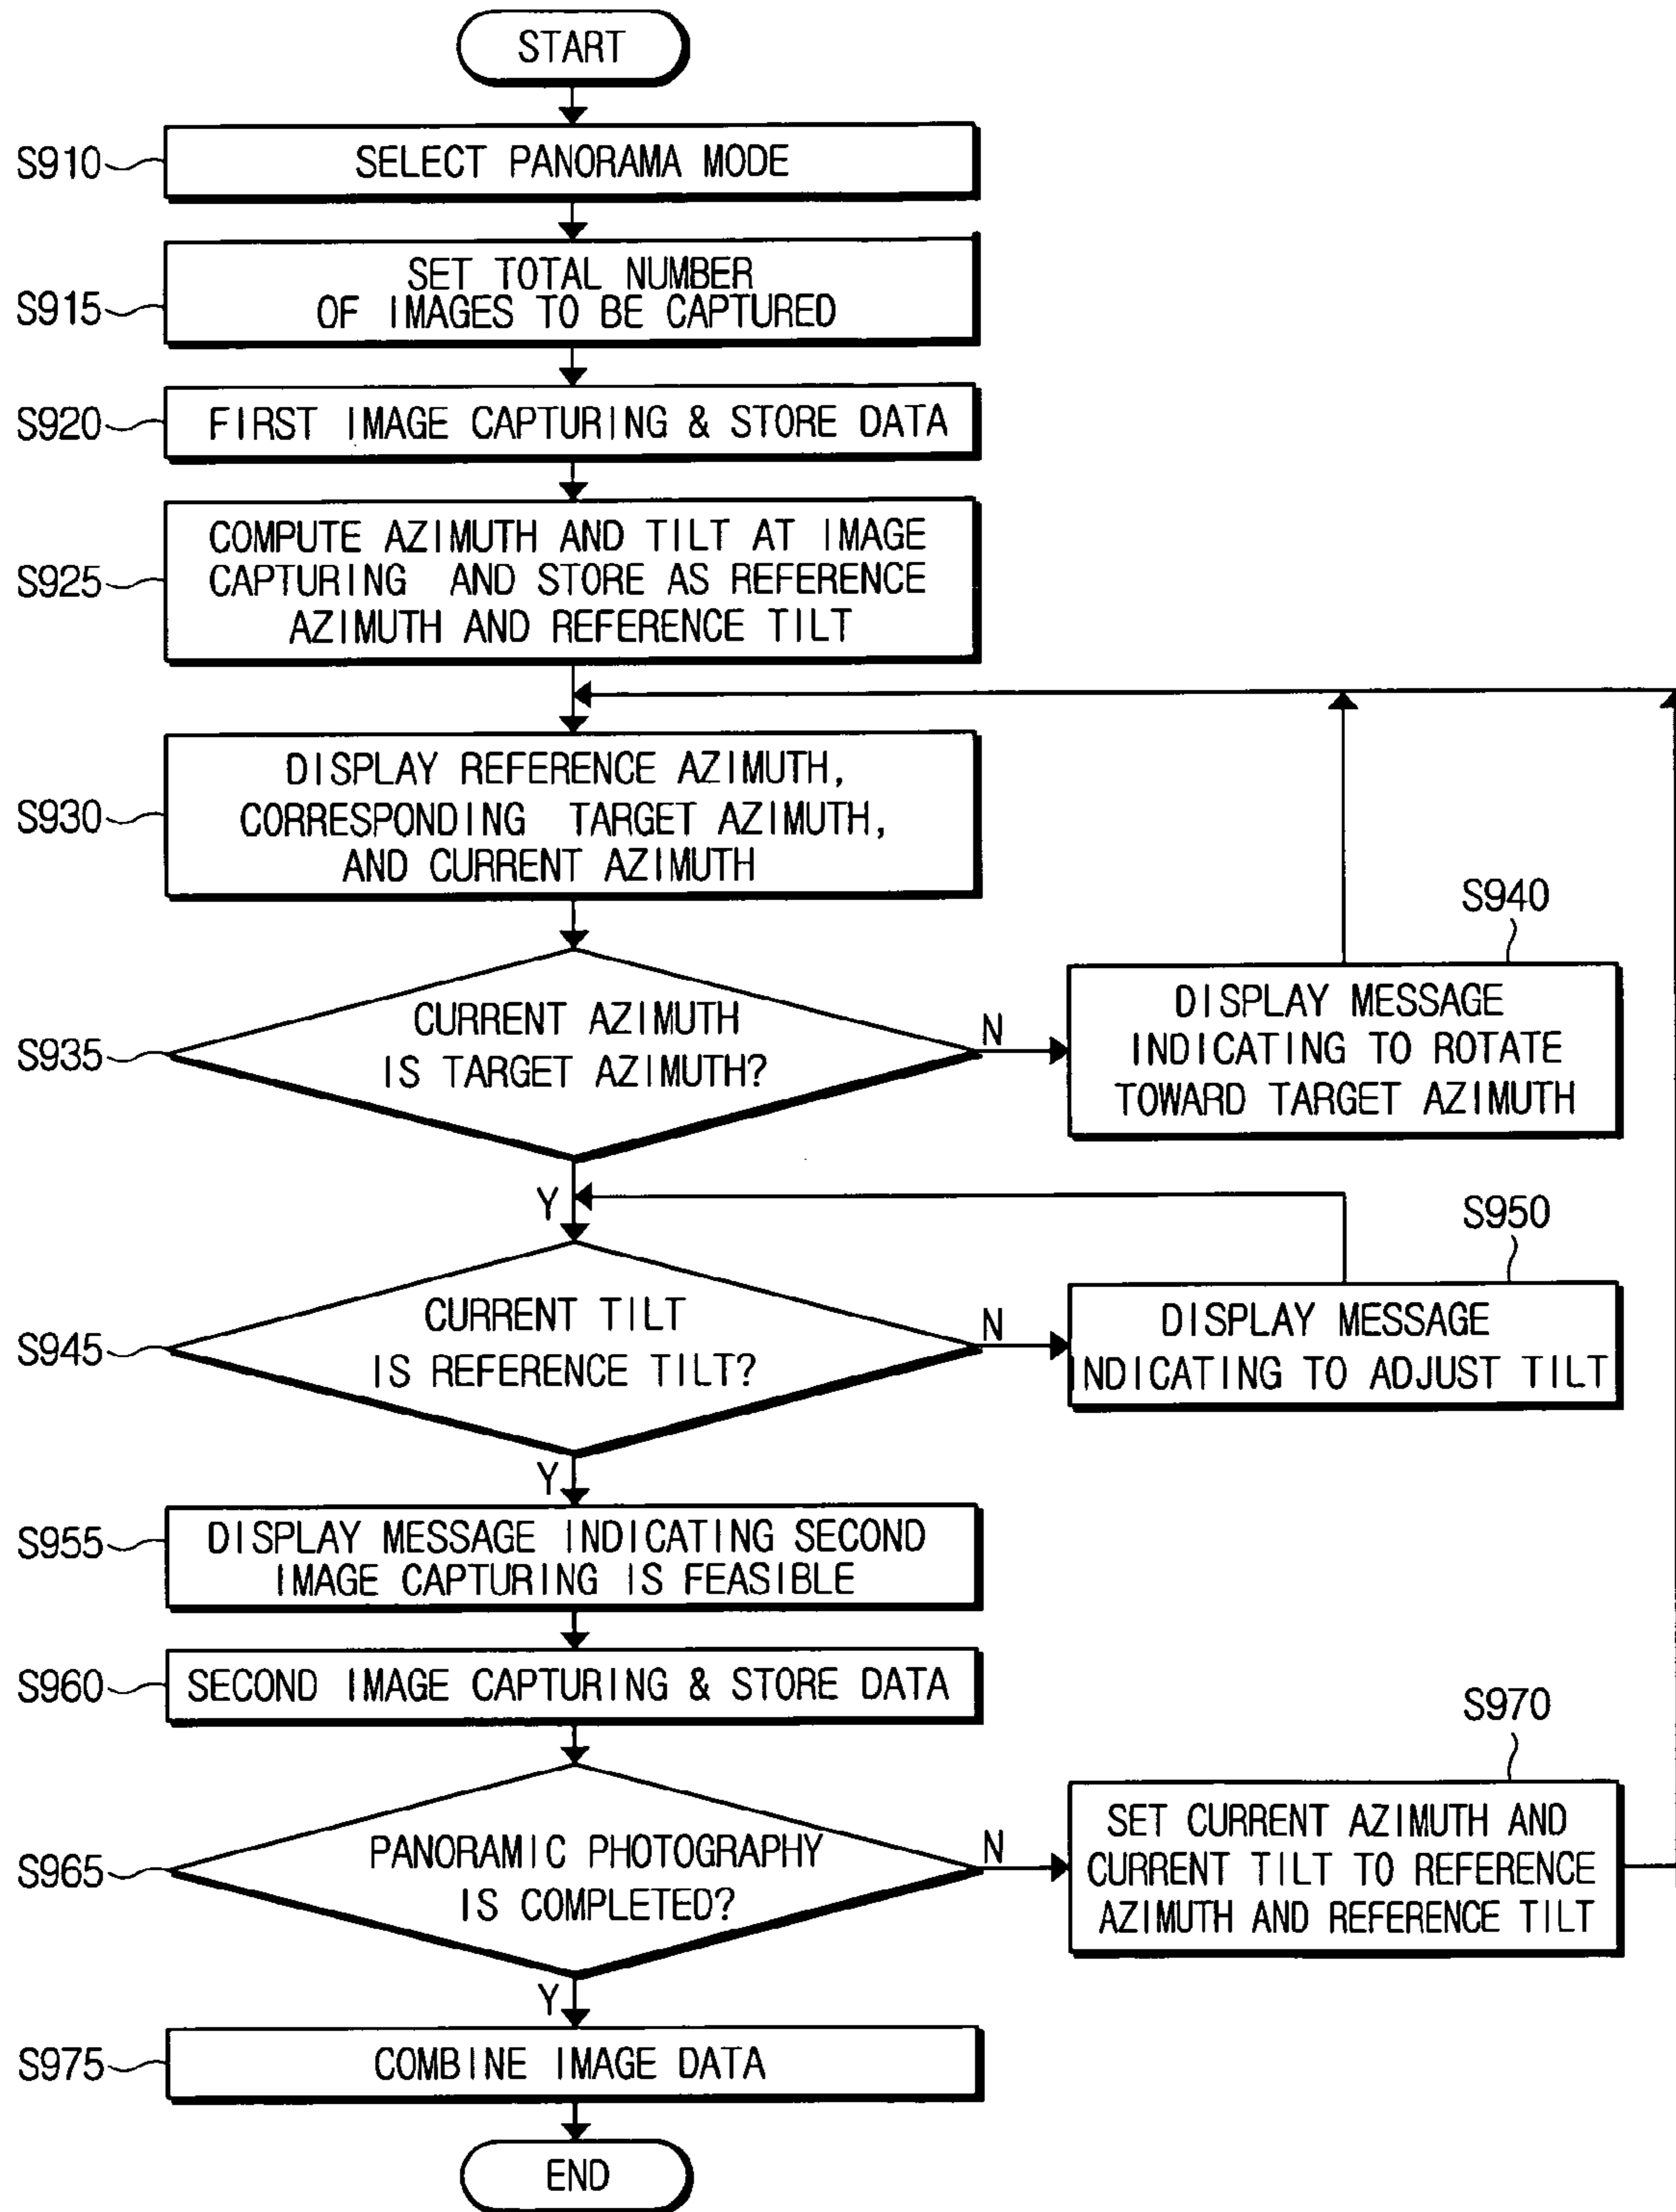 START
S910
SELECT PANORAMA MODE
S915
SET TOTAL NUMBER
OF IMAGES TO BE CAPTURED
S920
FIRST IMAGE CAPTURING & STORE DATA
S925
COMPUTE AZIMUTH AND TILT AT IMAGE
CAPTURING AND STORE AS REFERENCE
AZIMUTH AND REFERENCE TILT
S930
DISPLAY REFERENCE AZIMUTH,
CORRESPONDING TARGET AZIMUTH,
AND CURRENT AZIMUTH
S935
CURRENT AZIMUTH
IS TARGET AZIMUTH?
N
Y
S940
DISPLAY MESSAGE
INDICATING TO ROTATE
TOWARD TARGET AZIMUTH
S945
CURRENT TILT
IS REFERENCE TILT?
N
Y
S950
DISPLAY MESSAGE
INDICATING TO ADJUST TILT
S955
DISPLAY MESSAGE INDICATING SECOND
IMAGE CAPTURING IS FEASIBLE
S960
SECOND IMAGE CAPTURING & STORE DATA
S965
PANORAMIC PHOTOGRAPHY
IS COMPLETED?
N
Y
S970
SET CURRENT AZIMUTH AND
CURRENT TILT TO REFERENCE
AZIMUTH AND REFERENCE TILT
S975
COMBINE IMAGE DATA
END